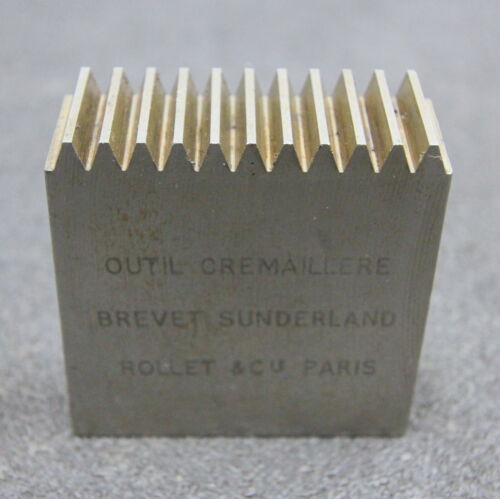 OUTIL CREMAILLERE
BREVET SUNDERLAND
ROLLET & Cie PARIS